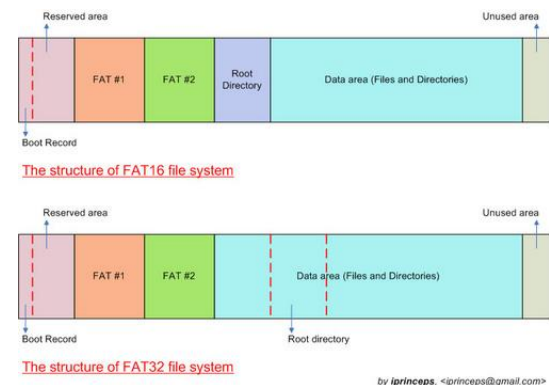 Reserved area
Unused area
FAT #1
FAT #2
Root
Directory
Data area (Files and Directories)
Boot Record
The structure of FAT16 file system
Reserved area
Unused area
FAT #1
FAT #2
Data area (Files and Directories)
Boot Record
Root directory
The structure of FAT32 file system
by iprinceps, <iprinceps@gmail.com>